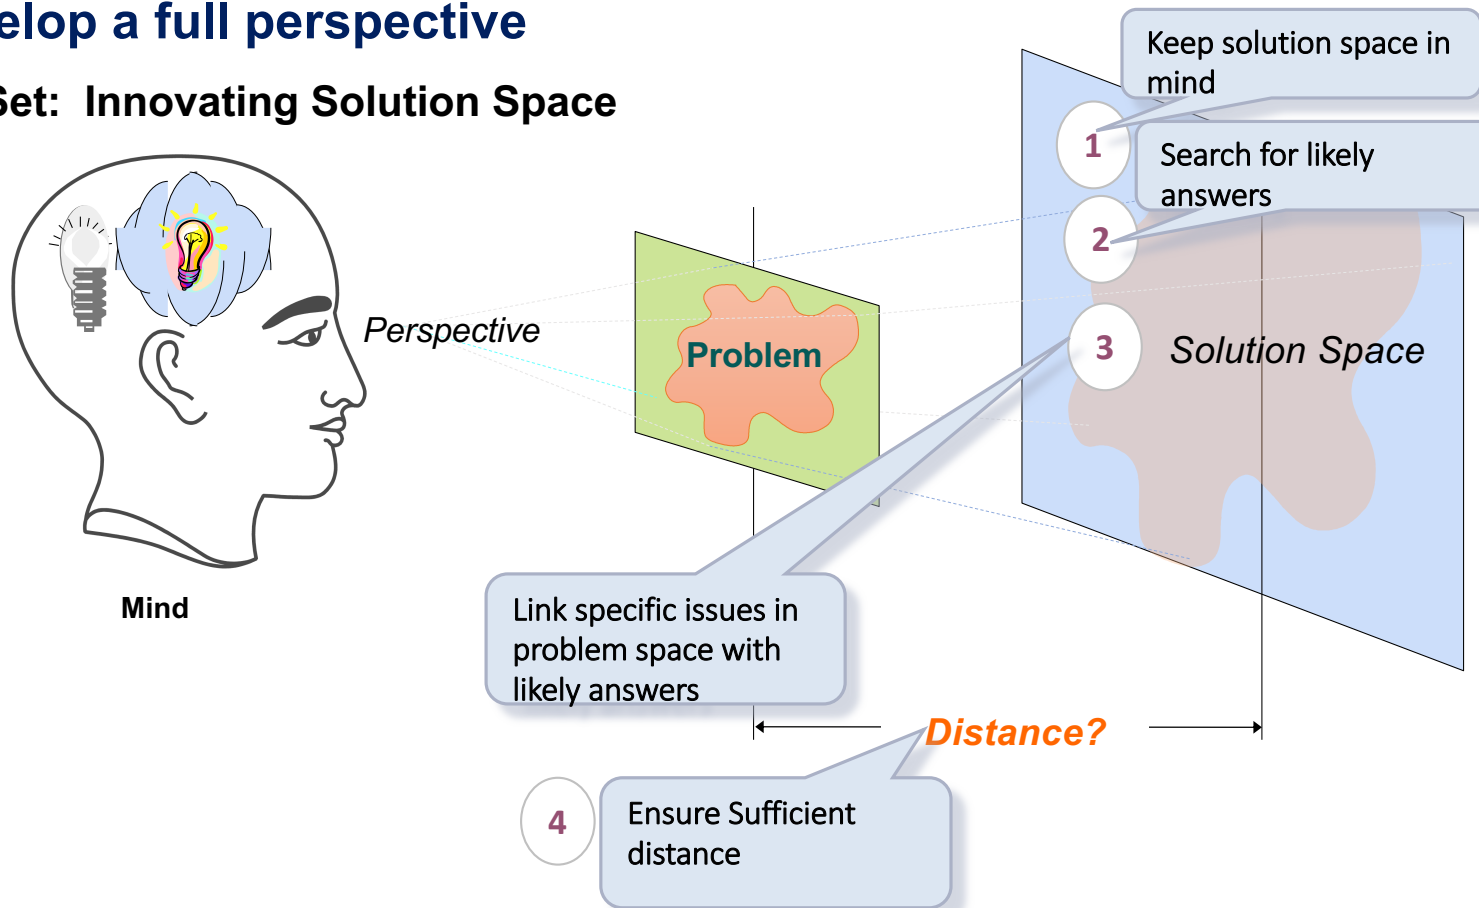 elop a full perspective
Set: Innovating Solution Space
Keep solution space in
mind
1
Search for likely
answers
2
Perspective
Problem
3
Solution Space
Mind
Link specific issues in
problem space with
likely answers
Distance?
4
Ensure Sufficient
distance